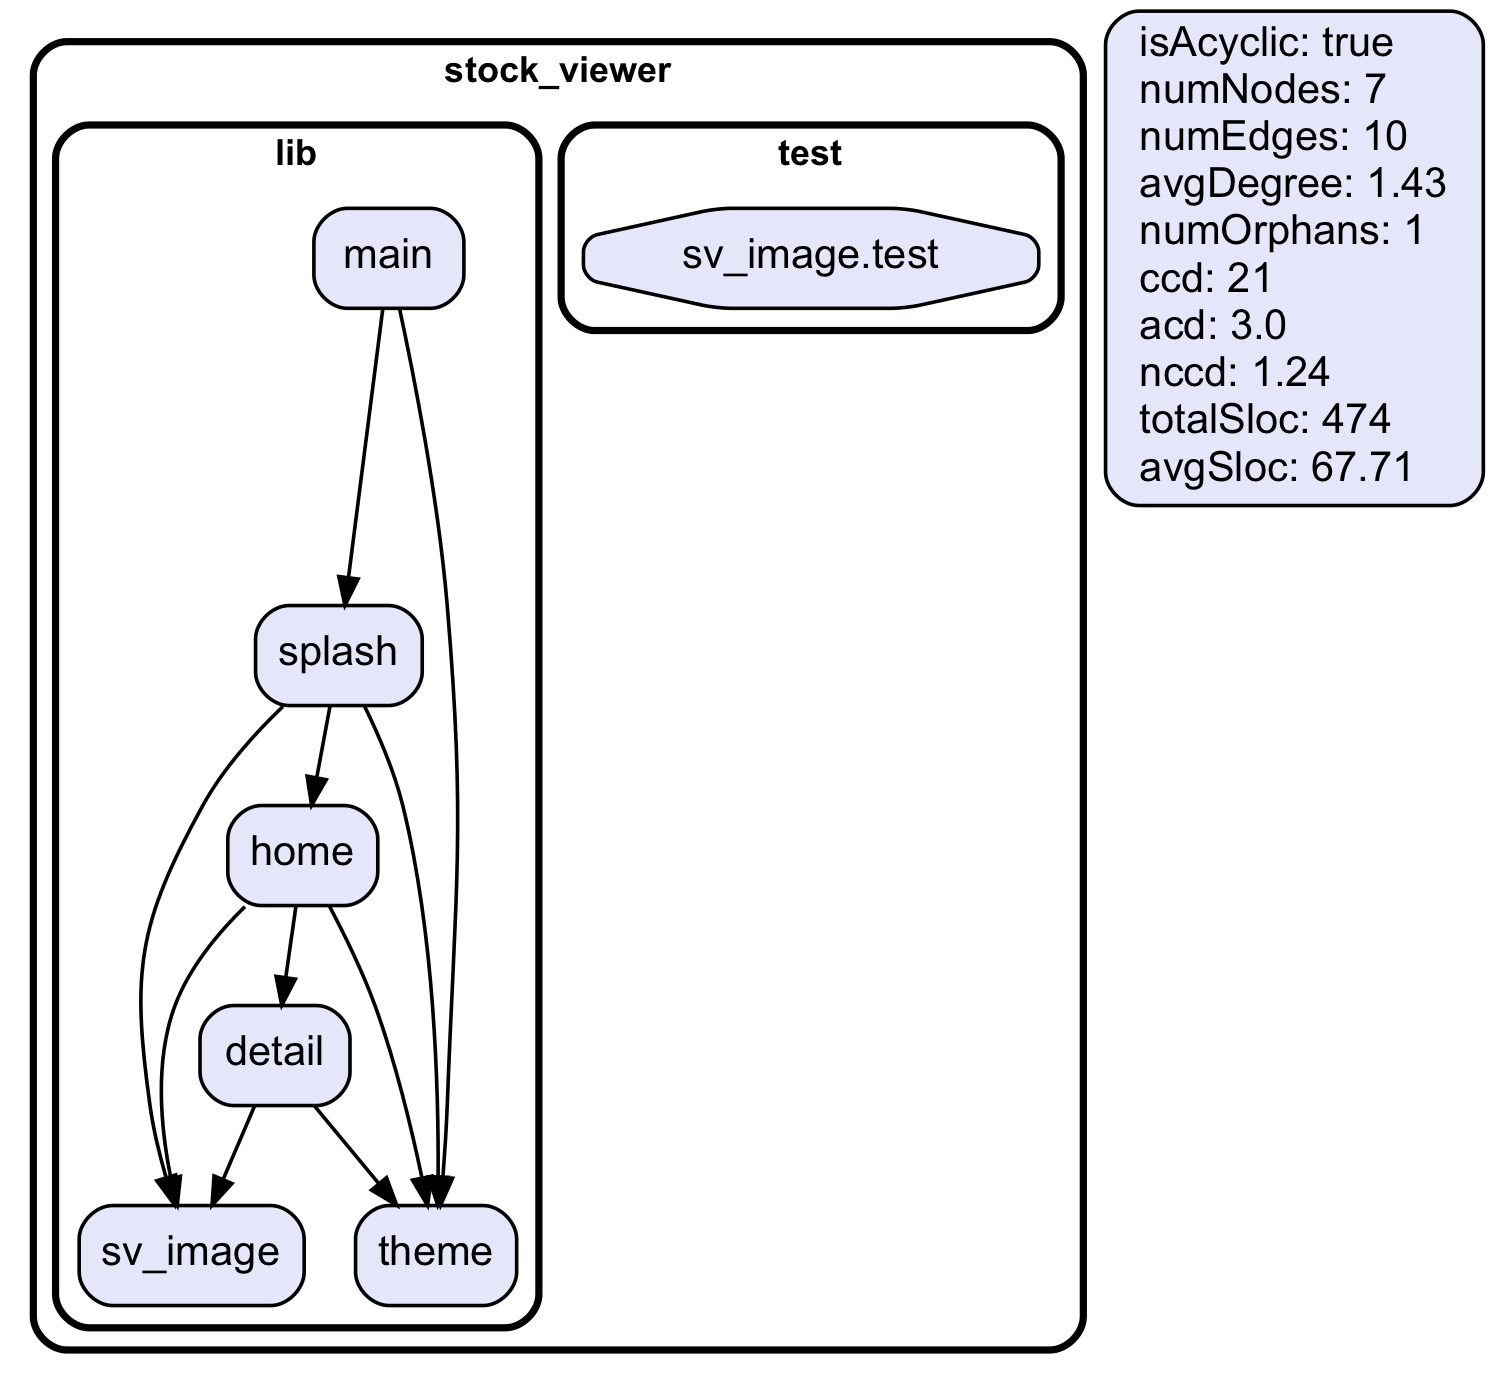 stock_viewer
lib
test
main
sv_image.test
splash
home
detail
sv_image
theme
isAcyclic: true
numNodes: 7
numEdges: 10
avgDegree: 1.43
numOrphans: 1
ccd: 21
acd: 3.0
nccd: 1.24
totalSloc: 474
avgSloc: 67.71